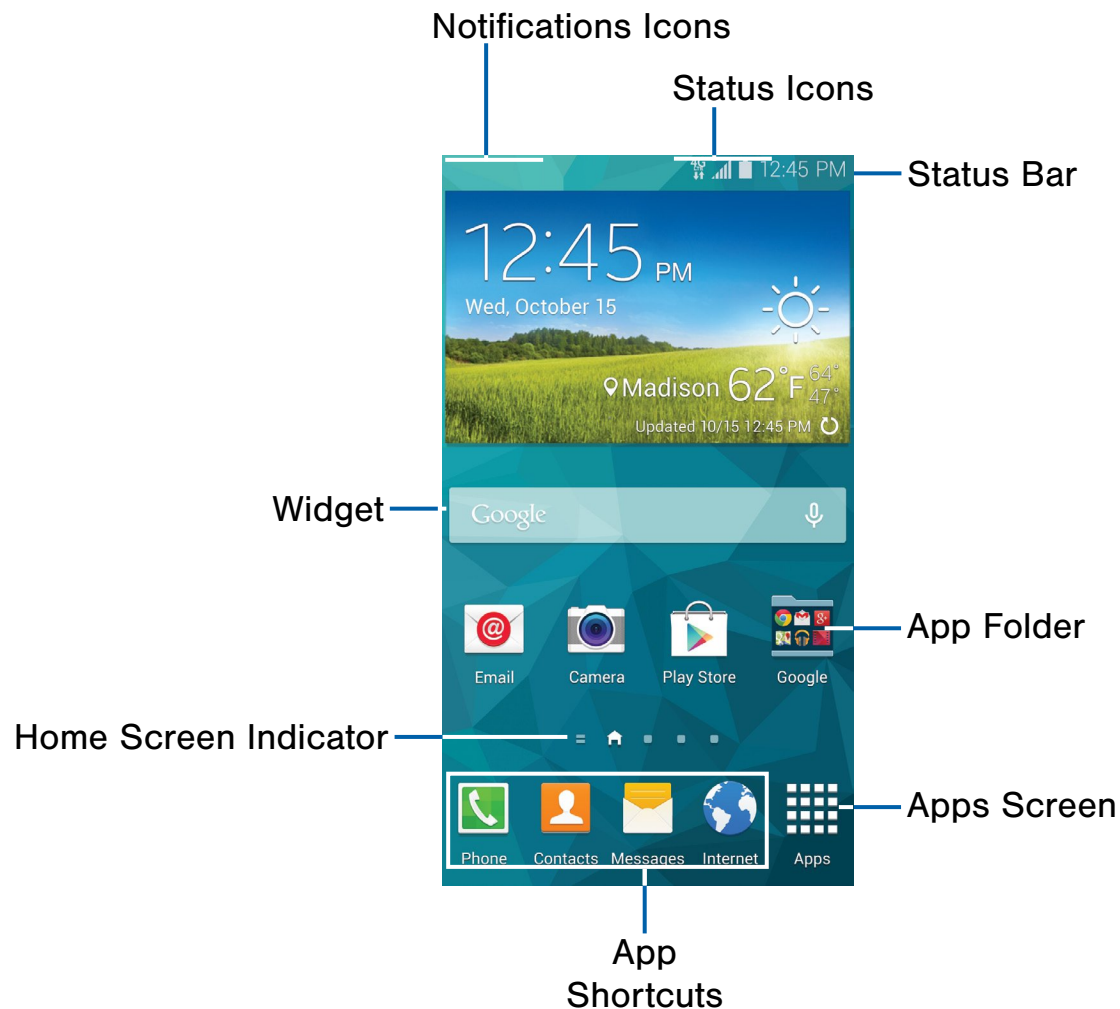 Notifications Icons
Status Icons
4G
12:45 PM
Status Bar
12:45 PM
Wed, October 15
Madison 62°F 64°
47°
Updated 10/15 12:45 PM
Widget
Google
App Folder
Email
Camera
Play Store
Google
Home Screen Indicator
Apps Screen
Phone
Contacts
Messages
Internet
Apps
App
Shortcuts